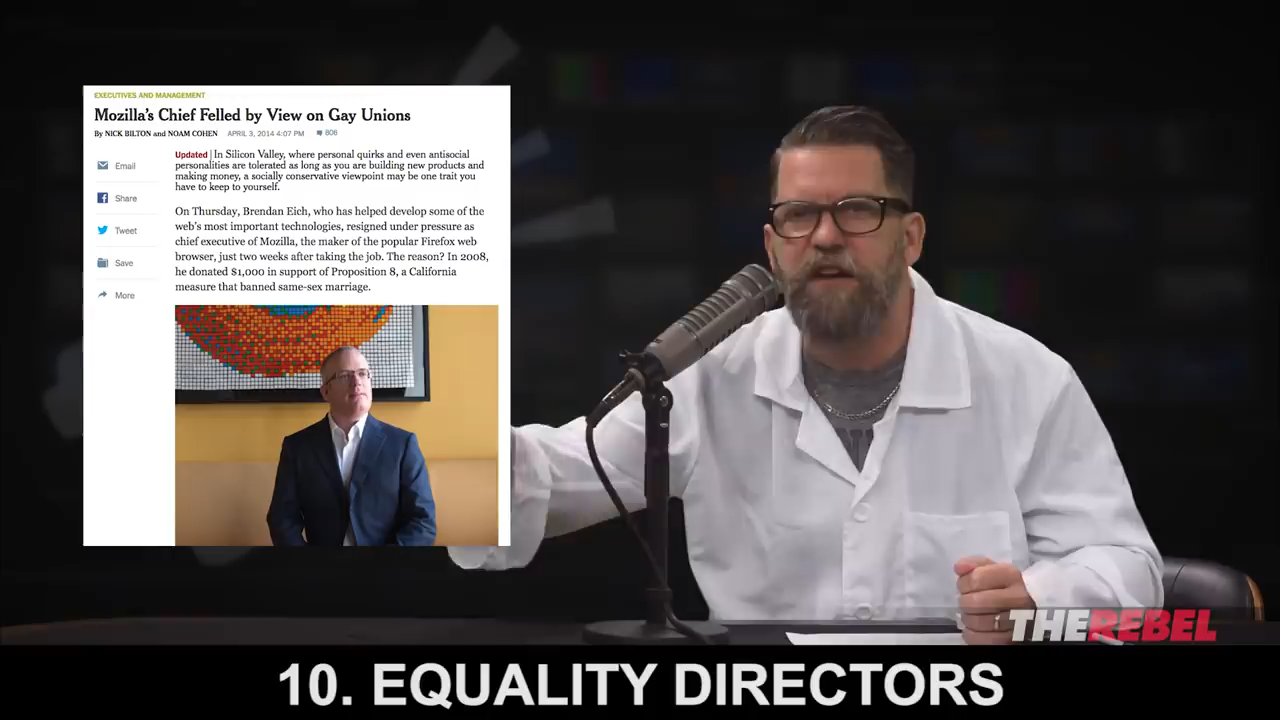 EXECUTIVES AND MANAGEMENT
Mozilla's Chief Felled by View on Gay Unions
By NICK BILTON and NOAM COHEN APRIL 3, 2014 4:07 PM 806
Email
Share
Tweet
Save
More
Updated | In Silicon Valley, where personal quirks and even antisocial
personalities are tolerated as long as you are building new products and
making money, a socially conservative viewpoint may be one trait you
have to keep to yourself.
On Thursday, Brendan Eich, who has helped develop some of the
web's most important technologies, resigned under pressure as
chief executive of Mozilla, the maker of the popular Firefox web
browser, just two weeks after taking the job. The reason? In 2008,
he donated $1,000 in support of Proposition 8, a California
measure that banned same-sex marriage.
THEREBEL
10. EQUALITY DIRECTORS